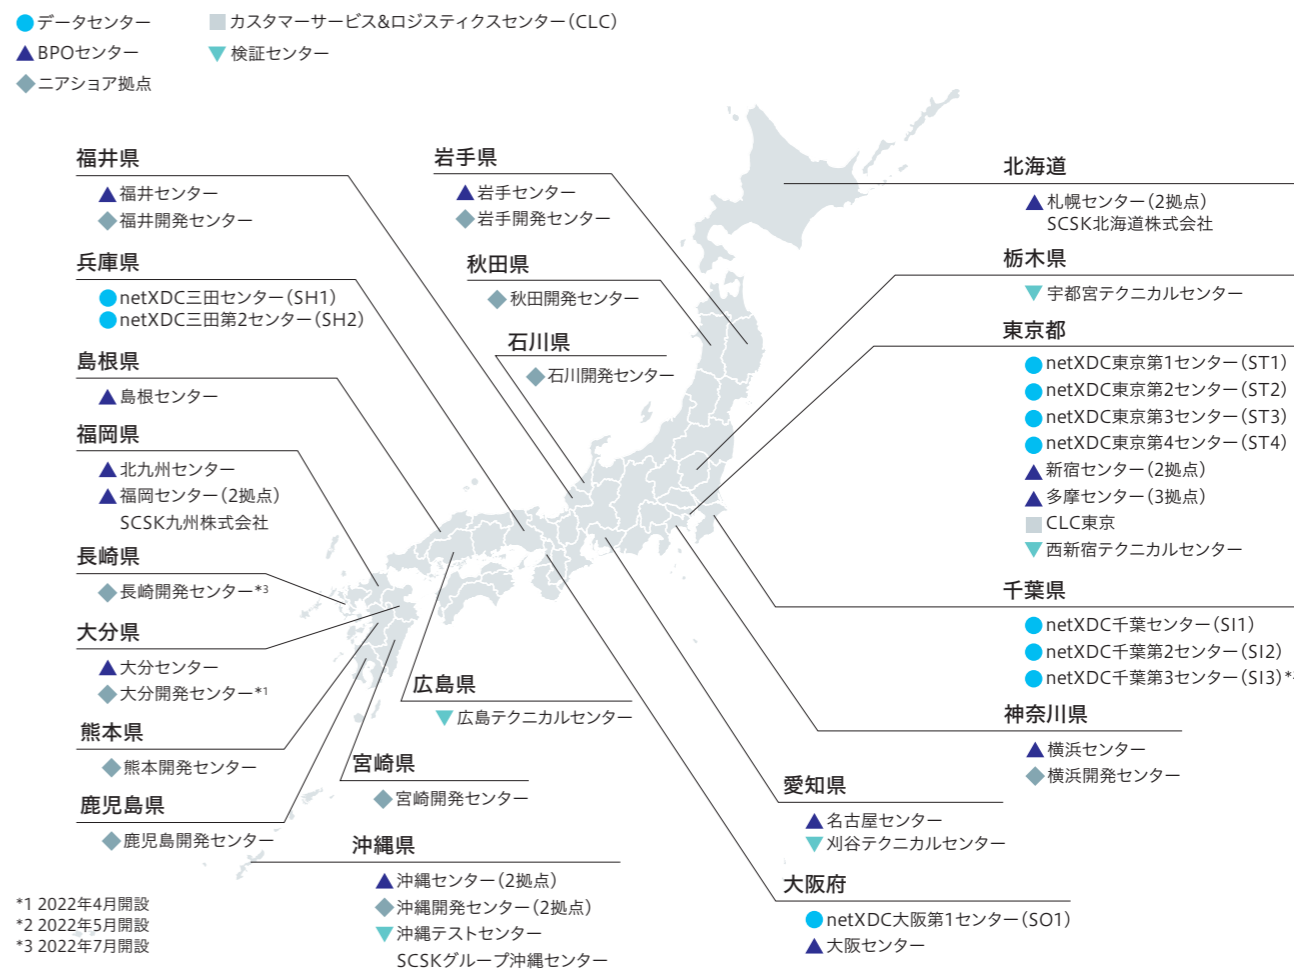 データセンター
カスタマーサービス&ロジスティクスセンター（CLC）
BPOセンター
検証センター
ニアショア拠点
福井県
福井センター
福井開発センター
兵庫県
netXDC三田センター（SH1）
netXDC三田第2センター（SH2）
島根県
島根センター
福岡県
北九州センター
福岡センター（2拠点）
SCSK九州株式会社
長崎県
長崎開発センター*3
大分県
大分センター
大分開発センター*1
熊本県
熊本開発センター
鹿児島県
鹿児島開発センター
岩手県
岩手センター
岩手開発センター
秋田県
秋田開発センター
石川県
石川開発センター
広島県
広島テクニカルセンター
宮崎県
宮崎開発センター
沖縄県
沖縄センター（2拠点）
沖縄開発センター（2拠点）
沖縄テストセンター
SCSKグループ沖縄センター
北海道
札幌センター（2拠点）
SCSK北海道株式会社
栃木県
宇都宮テクニカルセンター
東京都
netXDC東京第1センター（ST1）
netXDC東京第2センター（ST2）
netXDC東京第3センター（ST3）
netXDC東京第4センター（ST4）
新宿センター（2拠点）
多摩センター（3拠点）
CLC東京
西新宿テクニカルセンター
千葉県
netXDC千葉センター（SI1）
netXDC千葉第2センター（SI2）
netXDC千葉第3センター（SI3）*
神奈川県
横浜センター
横浜開発センター
愛知県
名古屋センター
刈谷テクニカルセンター
大阪府
netXDC大阪第1センター（SO1）
大阪センター
*1 2022年4月開設
*2 2022年5月開設
*3 2022年7月開設